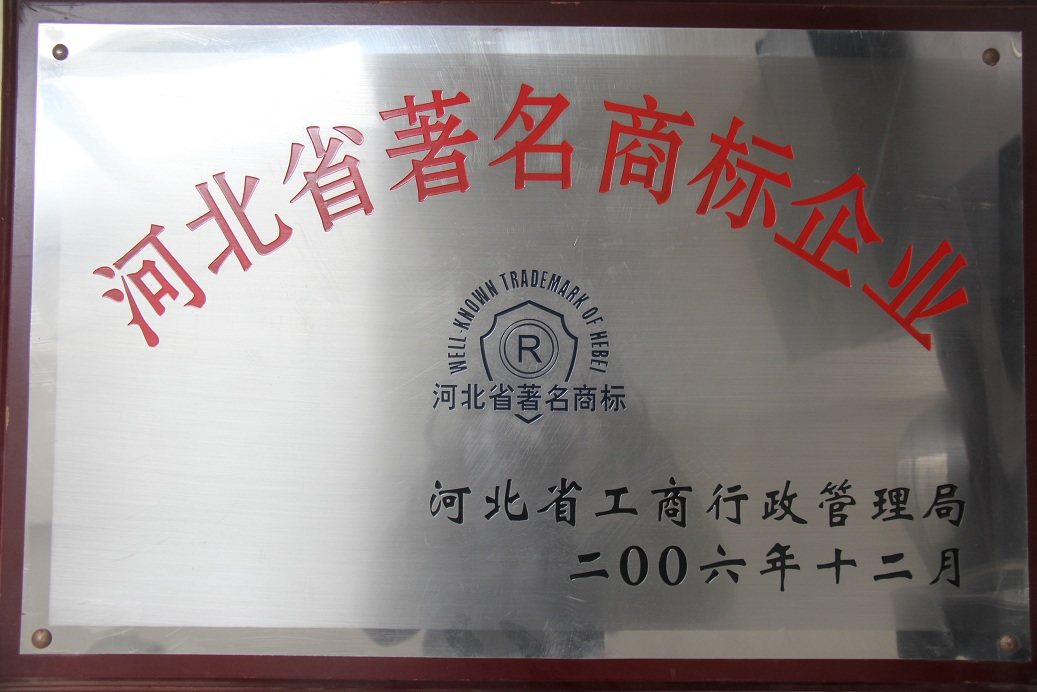 河北省著名商标企业
WELL-KNOWN TRADEMARK OF HEBEI
R
河北省著名商标
河北省工商行政管理局
二00六年十二月